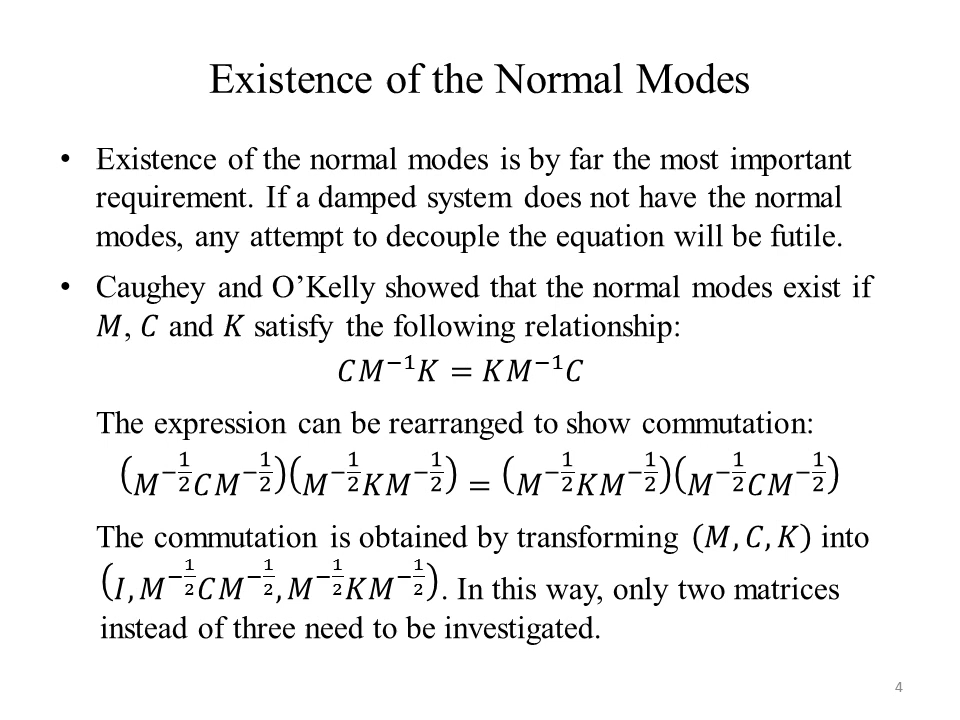 Existence of the Normal Modes
• Existence of the normal modes is by far the most important
requirement. If a damped system does not have the normal
modes, any attempt to decouple the equation will be futile.
• Caughey and O’Kelly showed that the normal modes exist if
𝑀, 𝐶 and 𝐾 satisfy the following relationship:
𝐶𝑀⁻¹𝐾 = 𝐾𝑀⁻¹𝐶
The expression can be rearranged to show commutation:
(𝑀^(−1/2)𝐶𝑀^(−1/2))(𝑀^(−1/2)𝐾𝑀^(−1/2)) = (𝑀^(−1/2)𝐾𝑀^(−1/2))(𝑀^(−1/2)𝐶𝑀^(−1/2))
The commutation is obtained by transforming (𝑀, 𝐶, 𝐾) into
(𝐼, 𝑀^(−1/2)𝐶𝑀^(−1/2), 𝑀^(−1/2)𝐾𝑀^(−1/2)). In this way, only two matrices
instead of three need to be investigated.
4